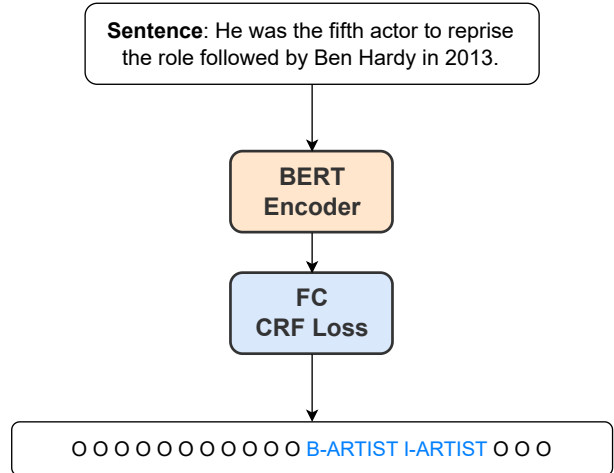 Sentence: He was the fifth actor to reprise
the role followed by Ben Hardy in 2013.
BERT
Encoder
FC
CRF Loss
O O O O O O O O O O O B-ARTIST I-ARTIST O O O